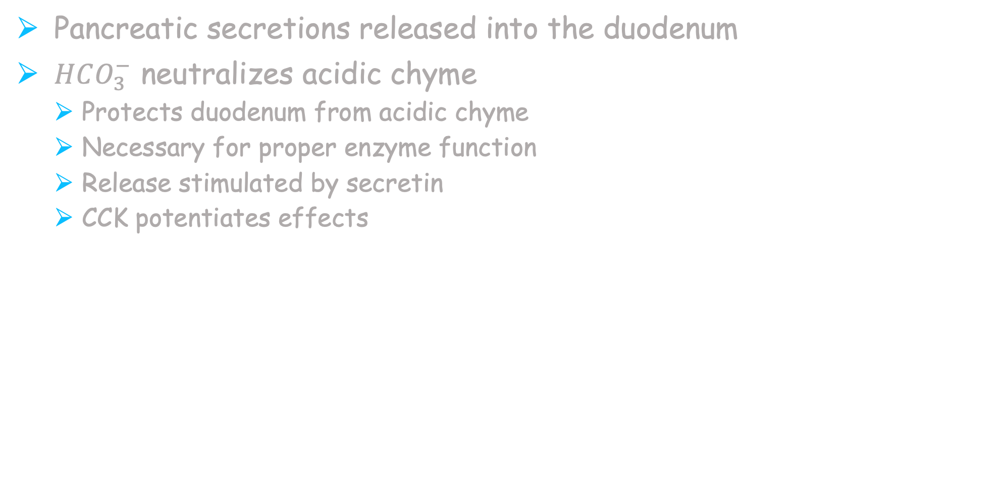 Pancreatic secretions released into the duodenum
HCO₃⁻ neutralizes acidic chyme
Protects duodenum from acidic chyme
Necessary for proper enzyme function
Release stimulated by secretin
CCK potentiates effects